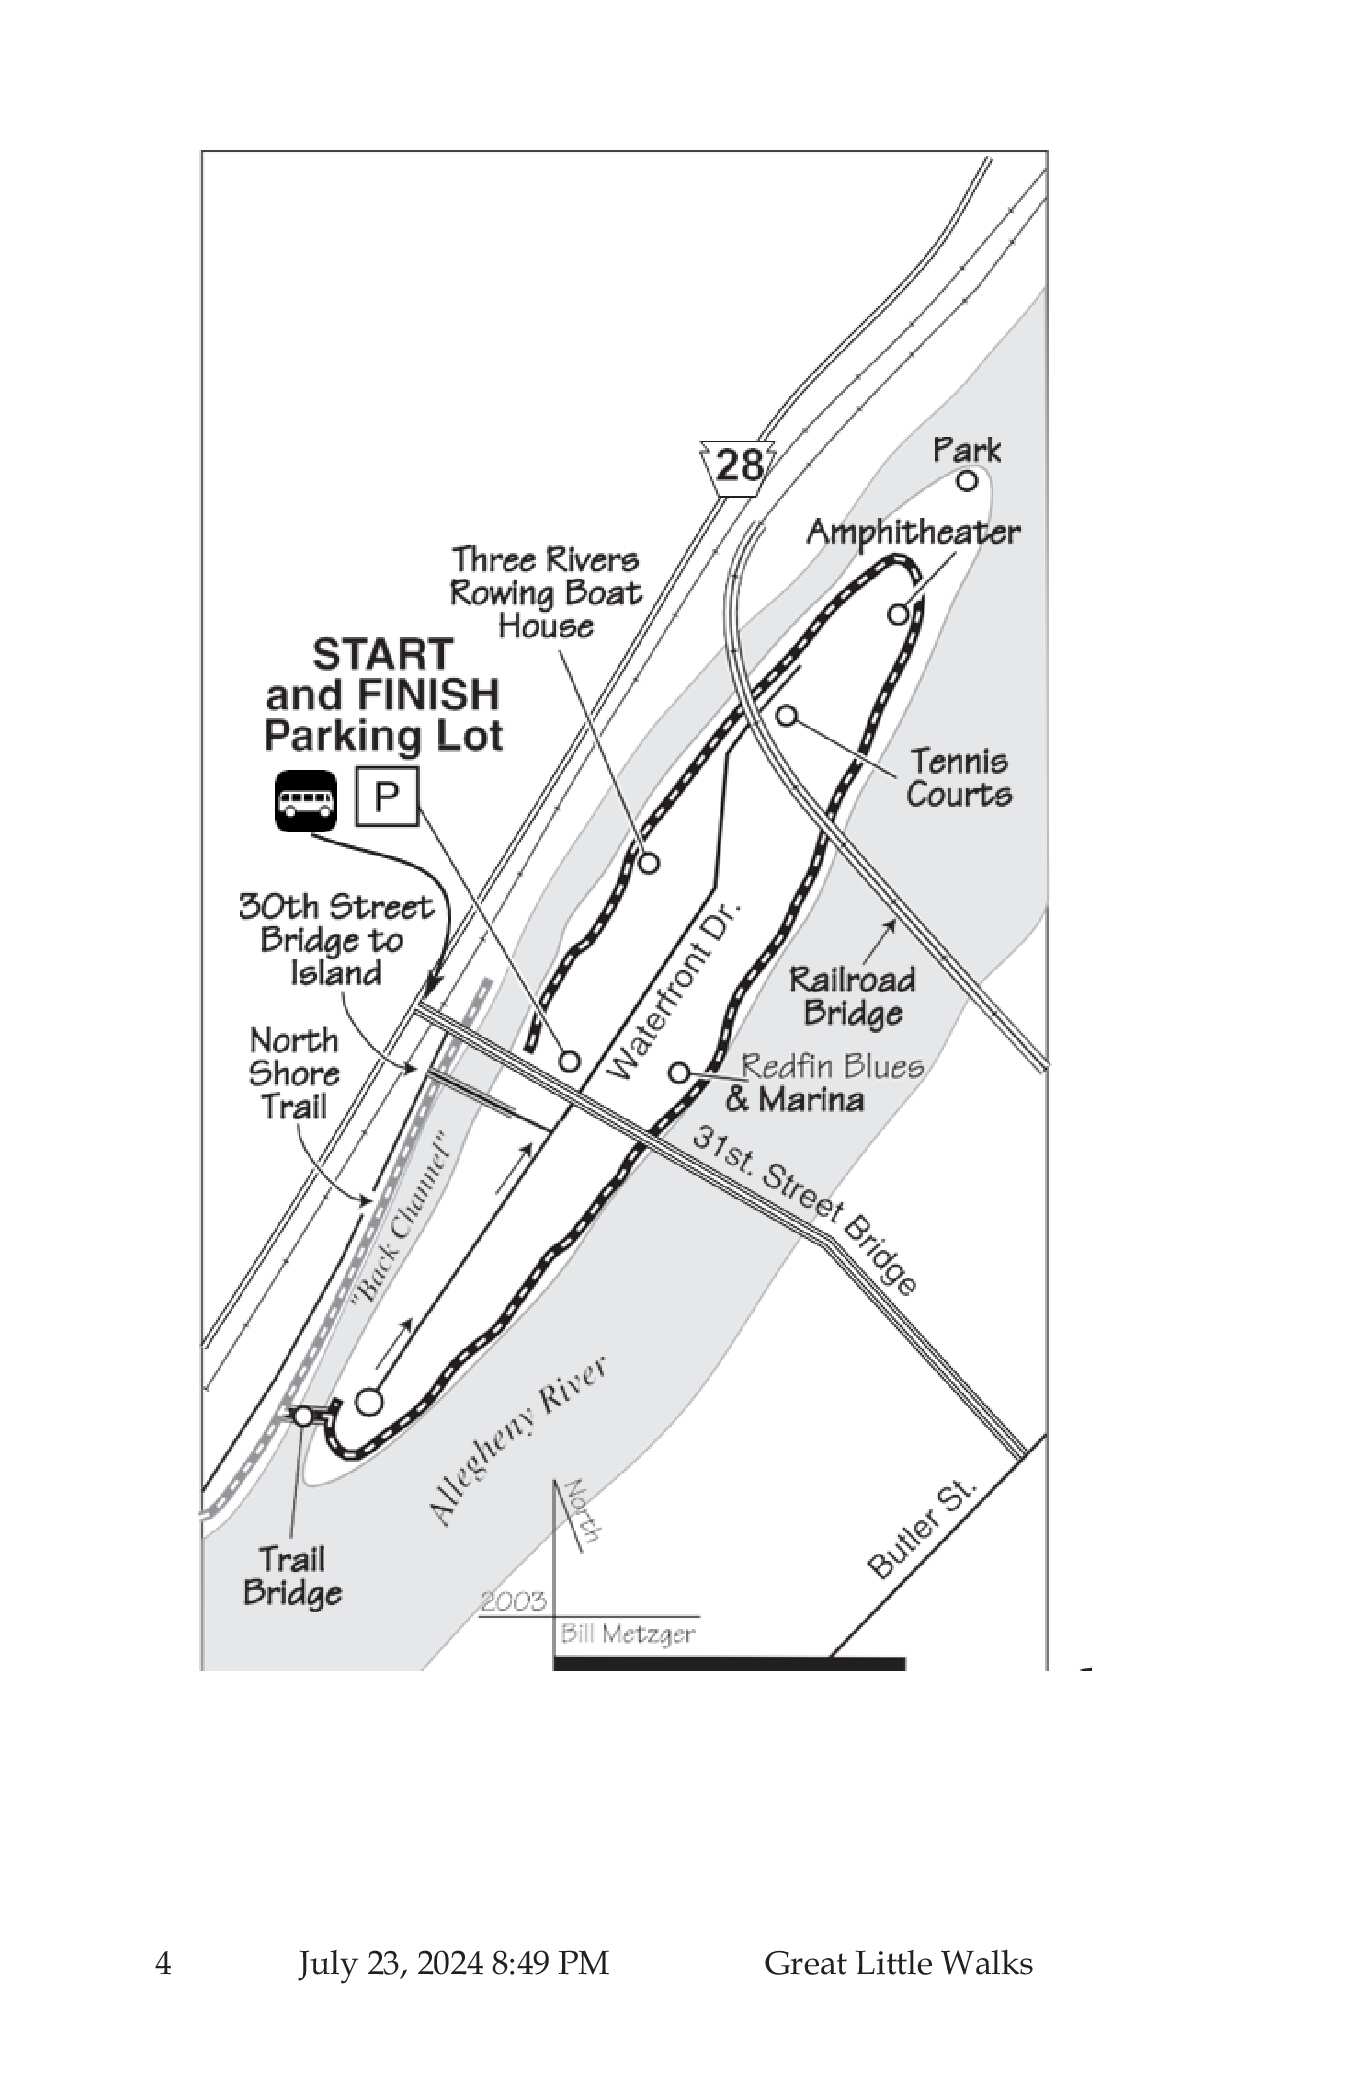 Park
28
Amphitheater
Three Rivers
Rowing Boat
House
START
and FINISH
Parking Lot
P
Tennis
Courts
30th Street
Bridge to
Island
Waterfront Dr.
Railroad
Bridge
North
Shore
Trail
Redfin Blues
& Marina
31st. Street Bridge
"Back Channel"
Allegheny River
North
Butler St.
Trail
Bridge
2003
Bill Metzger
4 July 23, 2024 8:49 PM Great Little Walks